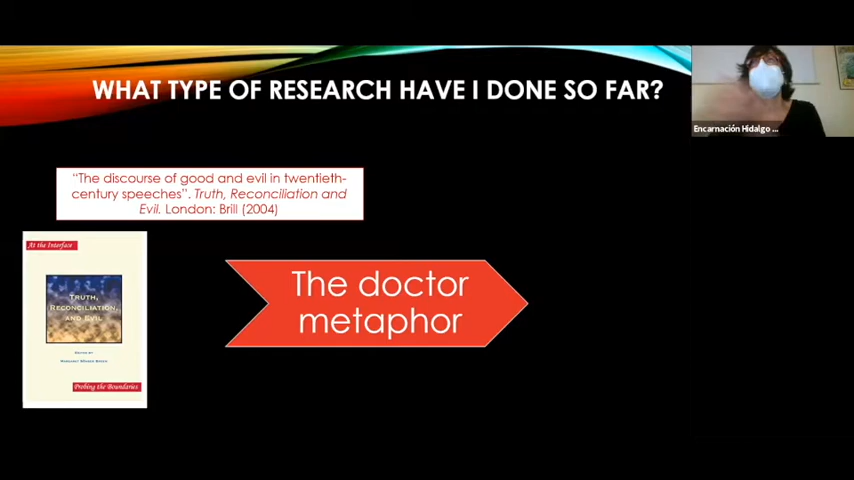 WHAT TYPE OF RESEARCH HAVE I DONE SO FAR?
Encarnación Hidalgo ...
“The discourse of good and evil in twentieth-
century speeches”. Truth, Reconciliation and
Evil. London: Brill (2004)
At the Interface
TRUTH,
RECONCILIATION,
AND EVIL
EDITED BY
Probing the Boundaries
The doctor
metaphor